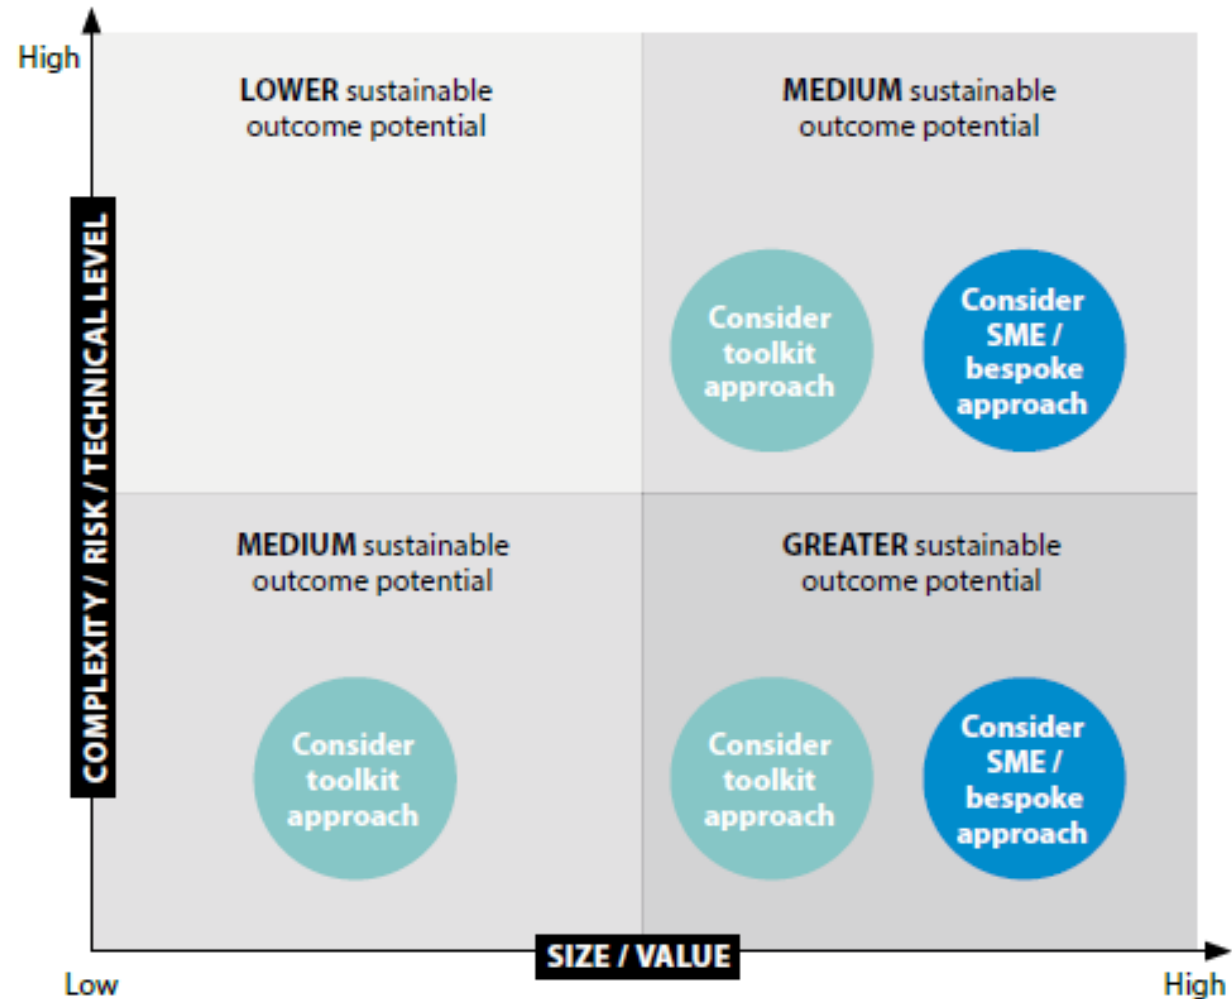 High
LOWER sustainable
outcome potential
MEDIUM sustainable
outcome potential
COMPLEXITY / RISK / TECHNICAL LEVEL
Consider
toolkit
approach
Consider
SME /
bespoke
approach
MEDIUM sustainable
outcome potential
GREATER sustainable
outcome potential
Consider
toolkit
approach
Consider
toolkit
approach
Consider
SME /
bespoke
approach
SIZE / VALUE
Low
High